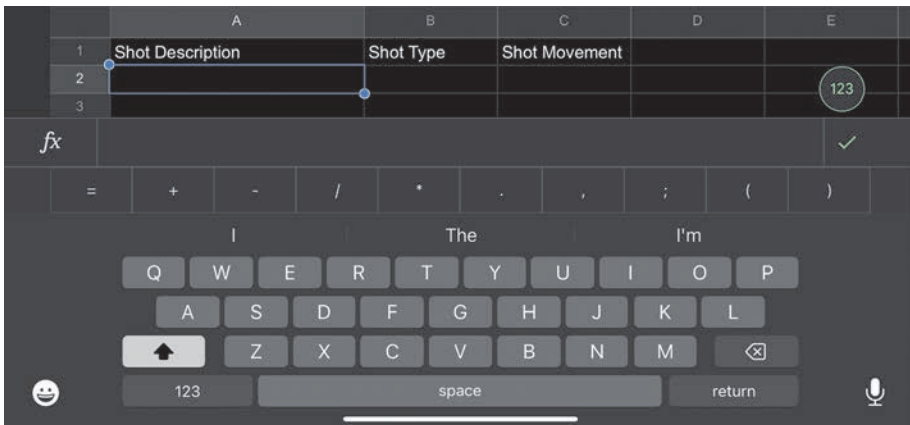 A B C D E
1 Shot Description Shot Type Shot Movement
2
123
3
fx
= + - / * . , ; ( )
I The I'm
Q W E R T Y U I O P
A S D F G H J K L
Z X C V B N M
123 space return